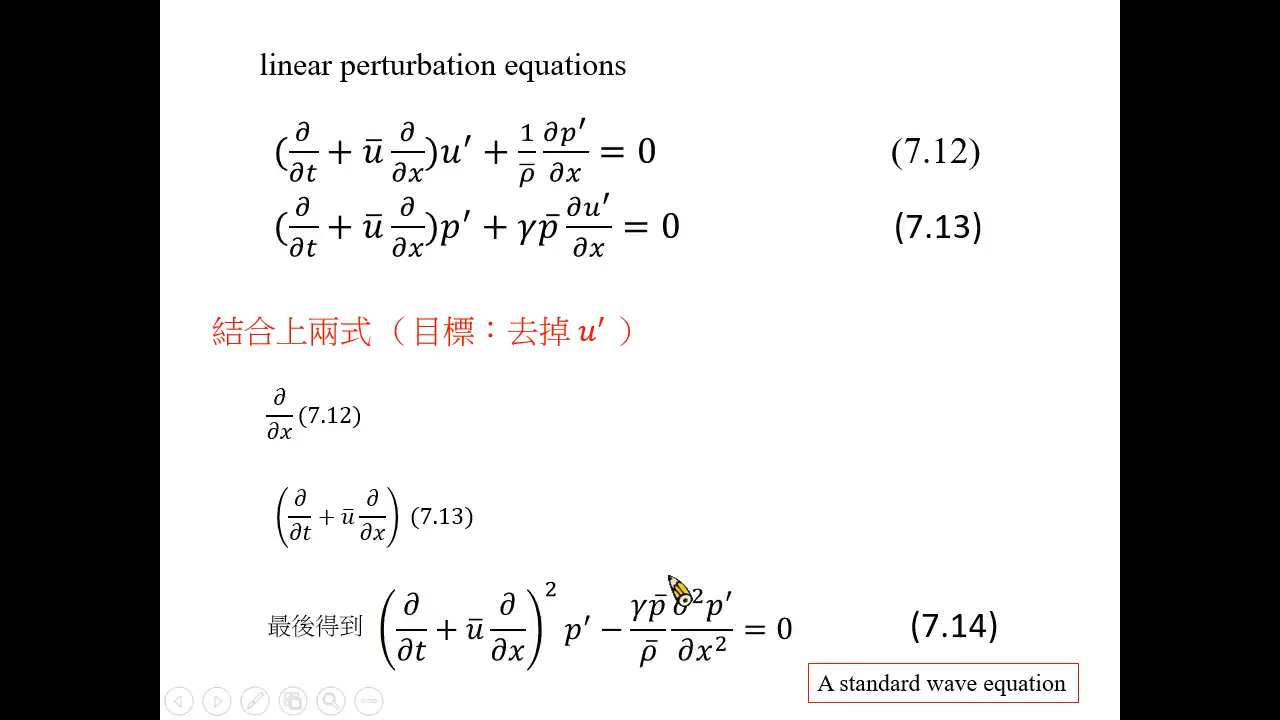 linear perturbation equations
(∂/∂t + ū ∂/∂x)u′ + 1/ρ̄ ∂p′/∂x = 0 (7.12)
(∂/∂t + ū ∂/∂x)p′ + γp̄ ∂u′/∂x = 0 (7.13)
結合上兩式（目標：去掉 u′ ）
∂/∂x (7.12)
(∂/∂t + ū ∂/∂x) (7.13)
最後得到 (∂/∂t + ū ∂/∂x)² p′ − γp̄/ρ̄ ∂²p′/∂x² = 0 (7.14)
A standard wave equation